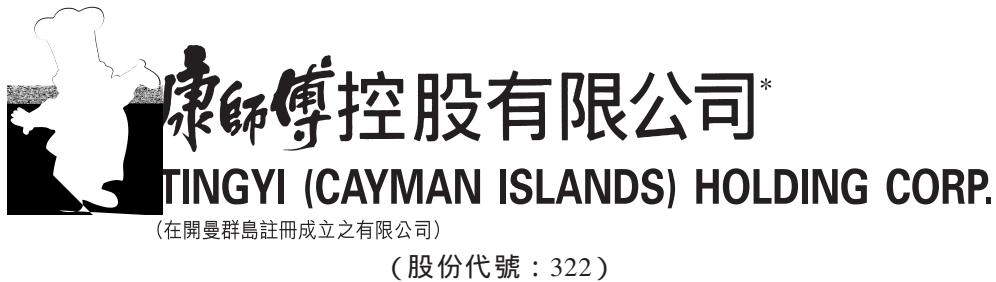 康師傅控股有限公司*
TINGYI (CAYMAN ISLANDS) HOLDING CORP.
（在開曼群島註冊成立之有限公司）
（股份代號：322）